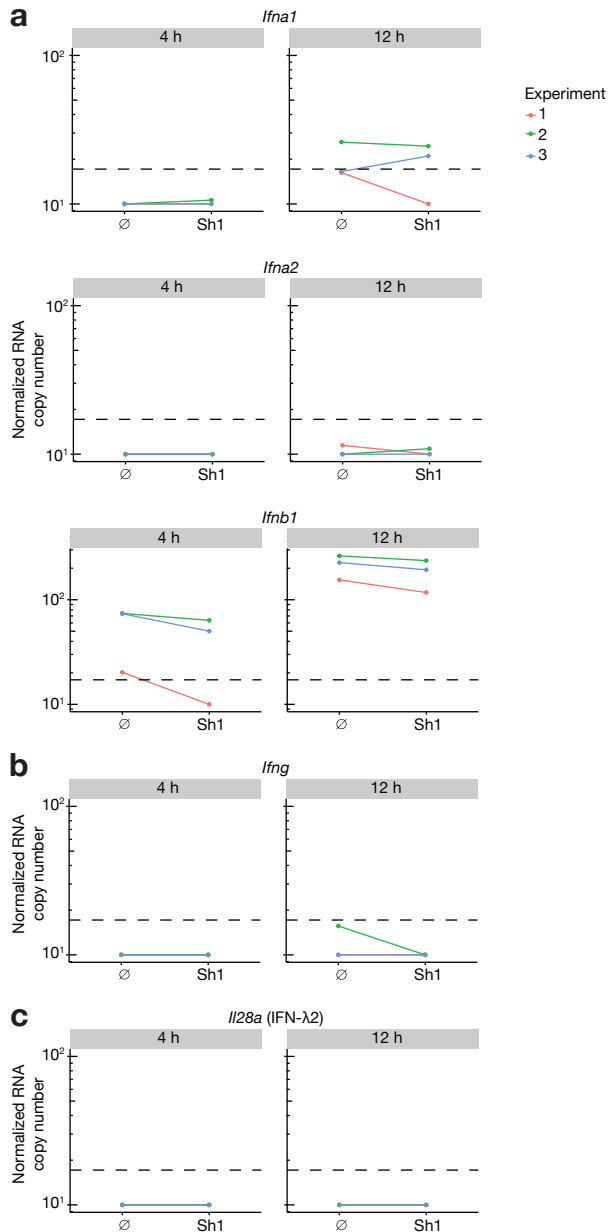 a
Ifna1
4 h 12 h
10² 10¹
∅ Sh1 ∅ Sh1
Experiment
1
2
3
Ifna2
4 h 12 h
Normalized RNA
copy number
10² 10¹
∅ Sh1 ∅ Sh1
Ifnb1
4 h 12 h
10² 10¹
∅ Sh1 ∅ Sh1
b
Ifng
4 h 12 h
Normalized RNA
copy number
10² 10¹
∅ Sh1 ∅ Sh1
c
Il28a (IFN-λ2)
4 h 12 h
Normalized RNA
copy number
10² 10¹
∅ Sh1 ∅ Sh1